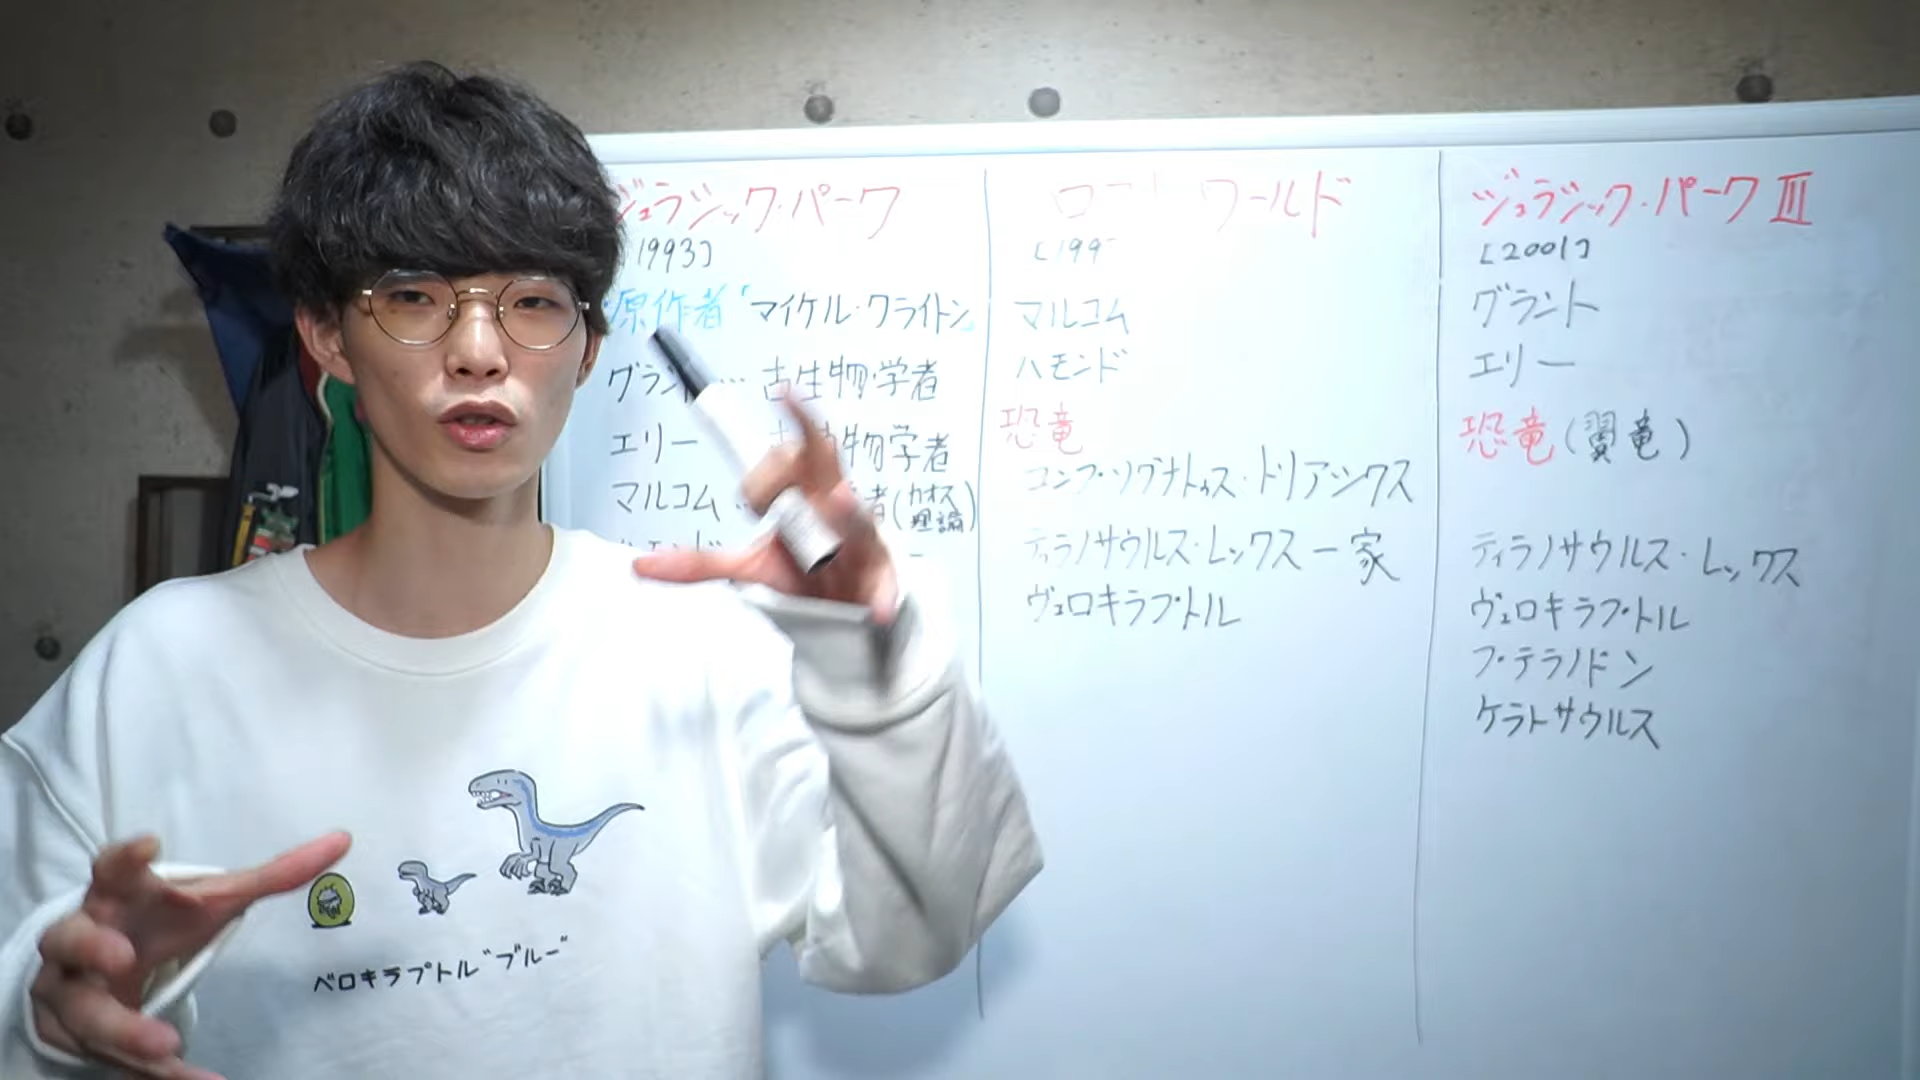 ジュラシック・パーク
1993]
原作者「マイケル・クライトン」
グラント… 古生物学者
エリー 物学者
マルコム… 者(カオス理論)
ワールド
[199
マルコム
ハモンド
恐竜
コンプソグナトゥス・トリアシクス
ティラノサウルス・レックス一家
ヴェロキラプトル
ジュラシック・パークⅢ
[2001]
グラント
エリー
恐竜(翼竜)
ティラノサウルス・レックス
ヴェロキラプトル
プテラノドン
ケラトサウルス
ベロキラプトル"ブルー"